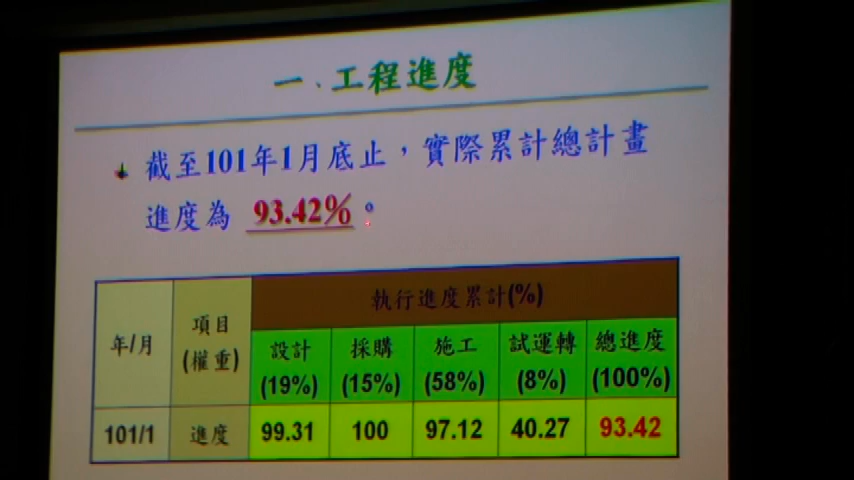 一、工程進度
截至101年1月底止，實際累計總計畫
進度為 93.42%。
年/月 項目 (權重) 執行進度累計(%)
設計 (19%) 採購 (15%) 施工 (58%) 試運轉 (8%) 總進度 (100%)
101/1 進度 99.31 100 97.12 40.27 93.42